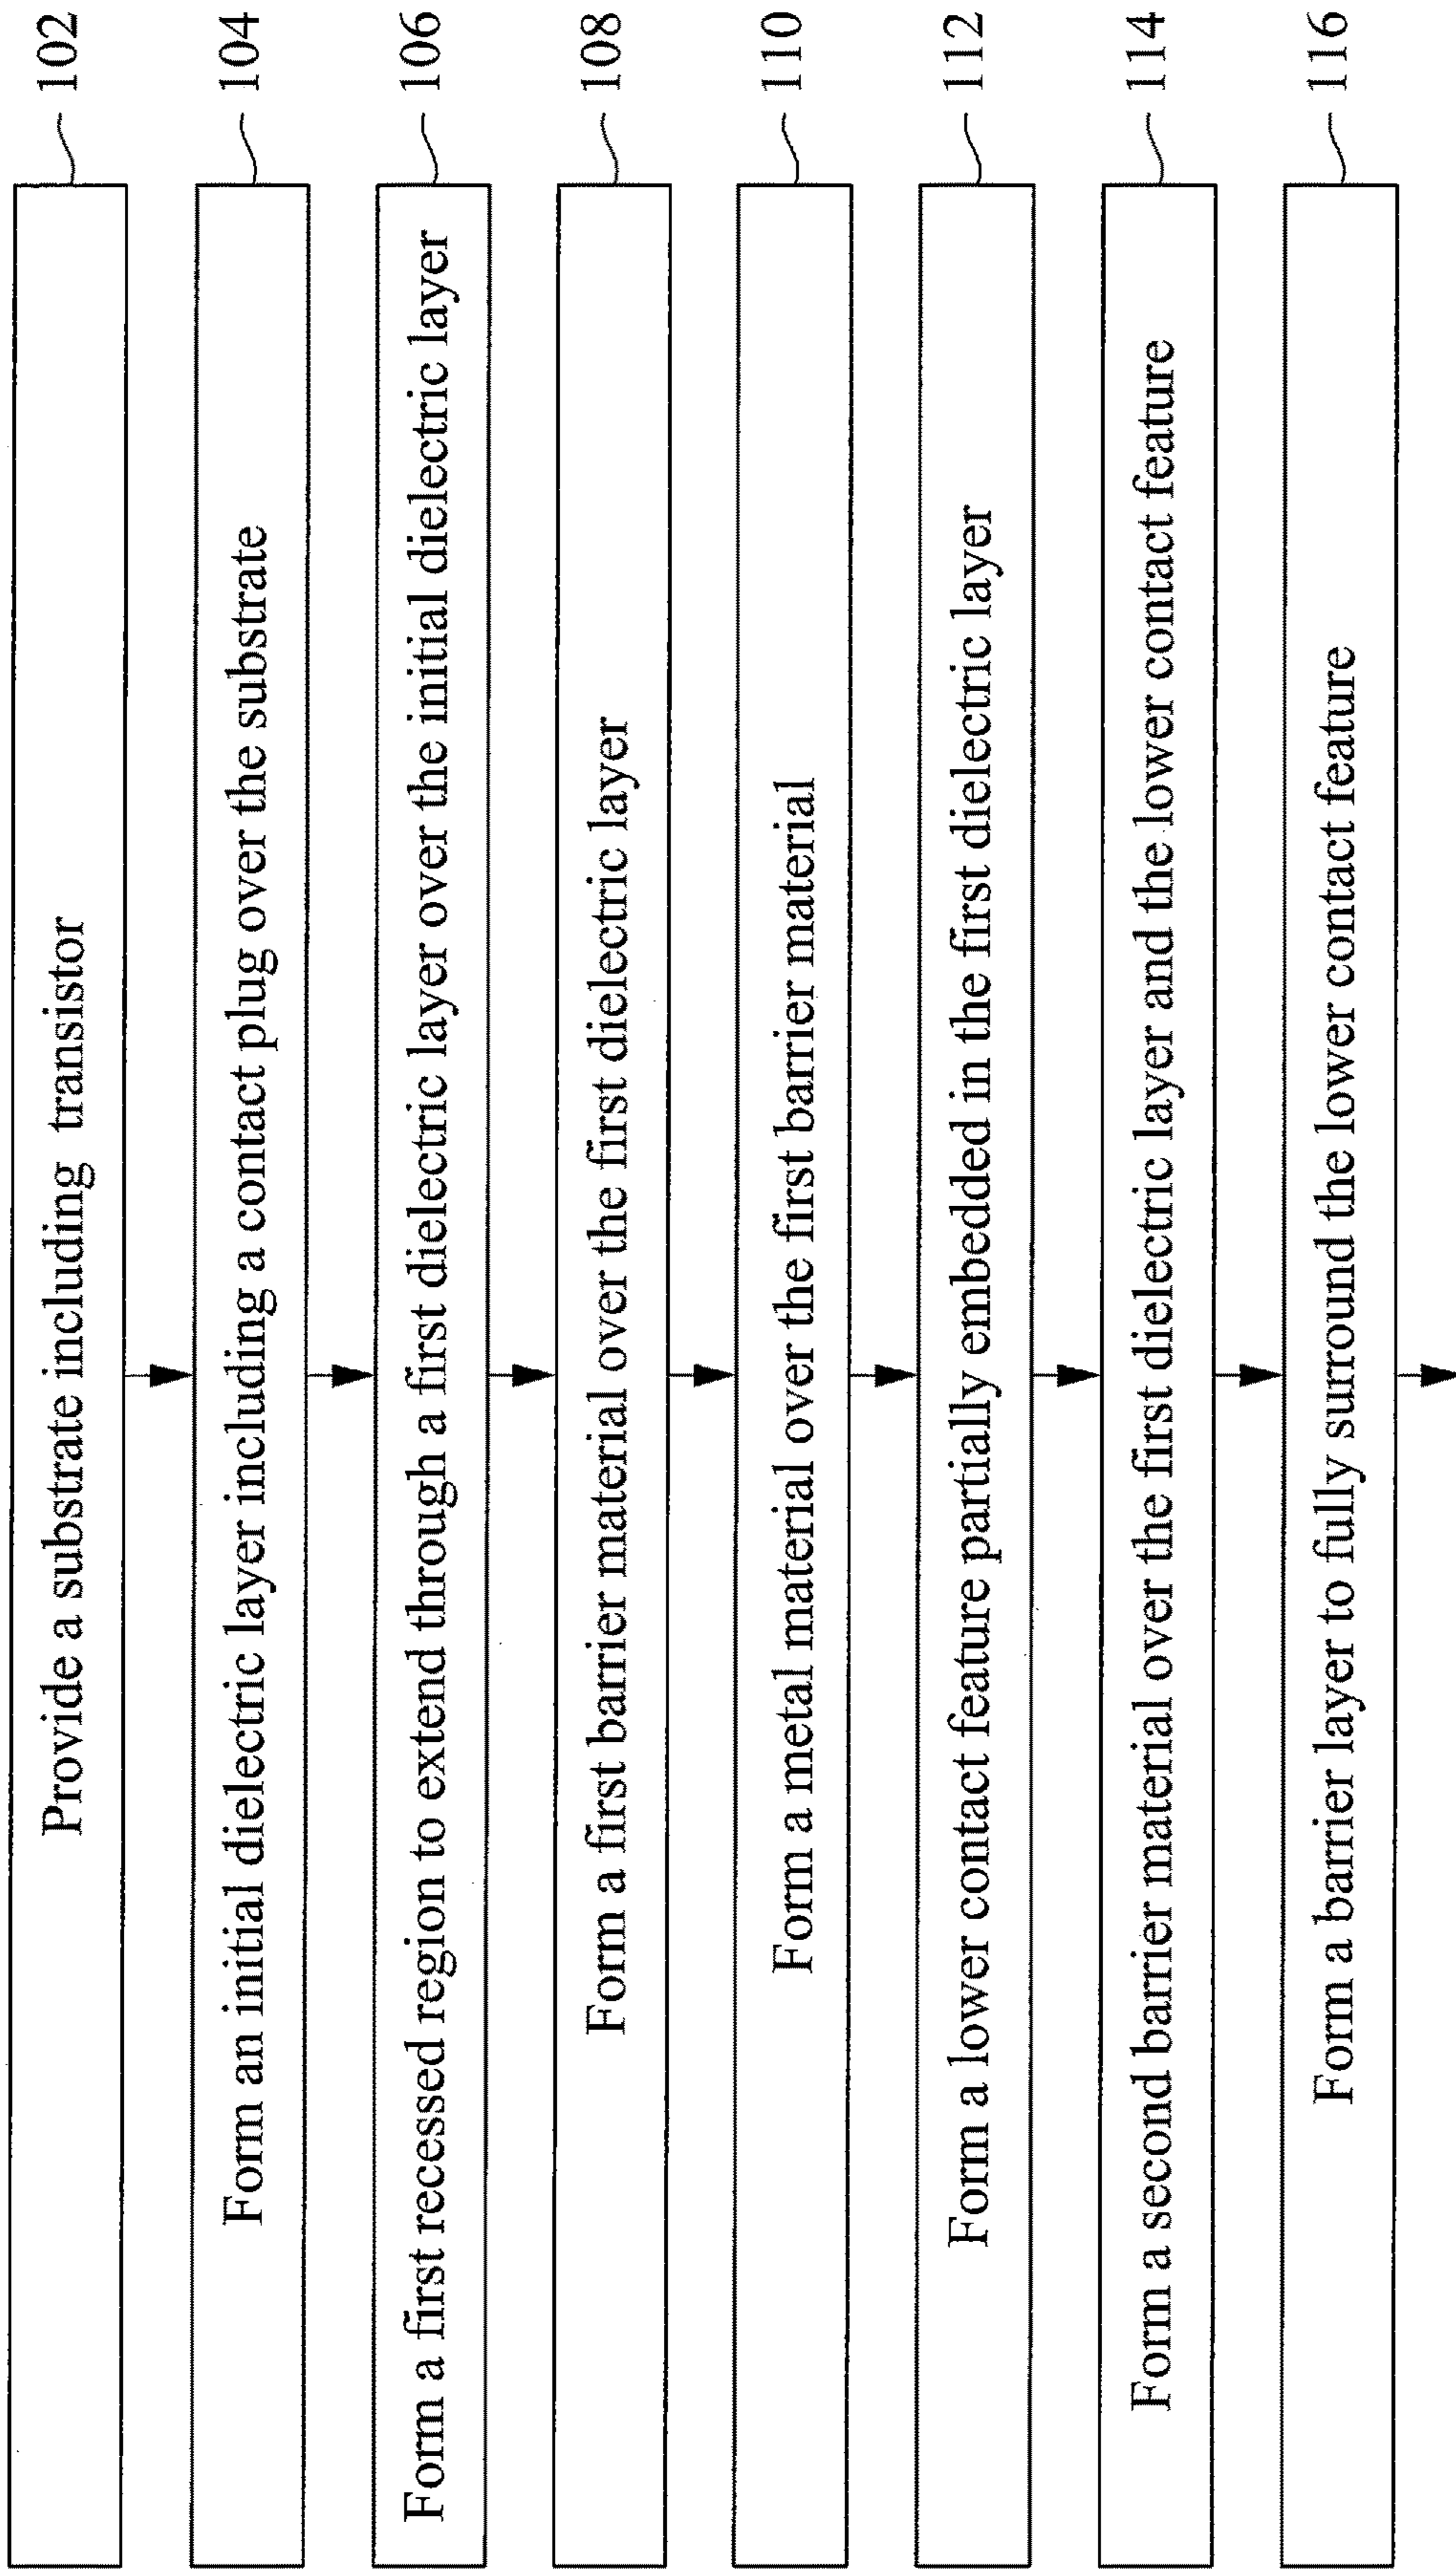 Provide a substrate including transistor 102
Form an initial dielectric layer including a contact plug over the substrate 104
Form a first recessed region to extend through a first dielectric layer over the initial dielectric layer 106
Form a first barrier material over the first dielectric layer 108
Form a metal material over the first barrier material 110
Form a lower contact feature partially embedded in the first dielectric layer 112
Form a second barrier material over the first dielectric layer and the lower contact feature 114
Form a barrier layer to fully surround the lower contact feature 116